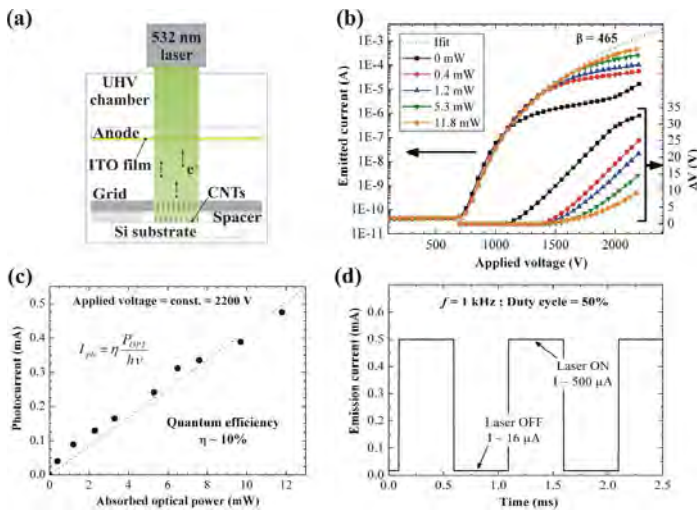 (a)
532 nm
laser
UHV
chamber
Anode
ITO film
e⁻
Grid
CNTs
Spacer
Si substrate
(b)
β = 465
Ifit
0 mW
0.4 mW
1.2 mW
5.3 mW
11.8 mW
Emitted current (A)
1E-3
1E-4
1E-5
1E-6
1E-7
1E-8
1E-9
1E-10
1E-11
35
30
25
20
15
10
5
0
ΔV (V)
500 1000 1500 2000
Applied voltage (V)
(c)
Applied voltage = const. = 2200 V
Quantum efficiency
η ~ 10%
Photocurrent (mA)
0.5
0.4
0.3
0.2
0.1
0.0
0 2 4 6 8 10 12
Absorbed optical power (mW)
(d)
f = 1 kHz ; Duty cycle = 50%
Laser ON
I ~ 500 µA
Laser OFF
I ~ 16 µA
Emission current (mA)
0.6
0.5
0.4
0.3
0.2
0.1
0.0
0.0 0.5 1.0 1.5 2.0 2.5
Time (ms)